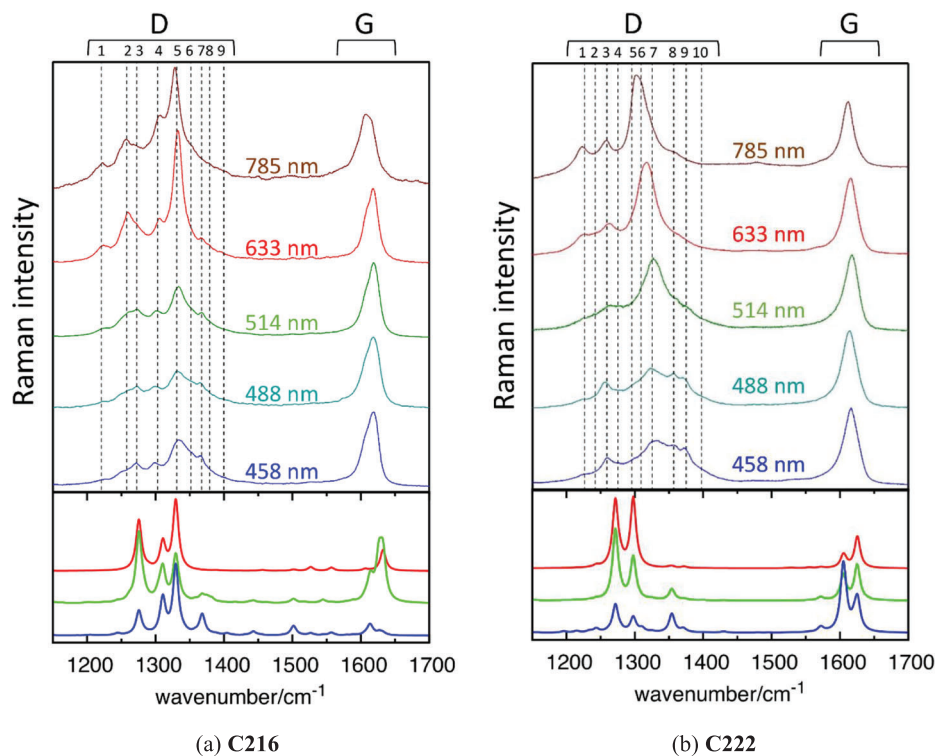 D G
1 2 3 4 5 6 7 8 9
785 nm
633 nm
514 nm
488 nm
458 nm
Raman intensity
1200 1300 1400 1500 1600 1700
wavenumber/cm⁻¹
(a) C216
D G
1 2 3 4 5 6 7 8 9 10
785 nm
633 nm
514 nm
488 nm
458 nm
Raman intensity
1200 1300 1400 1500 1600 1700
wavenumber/cm⁻¹
(b) C222